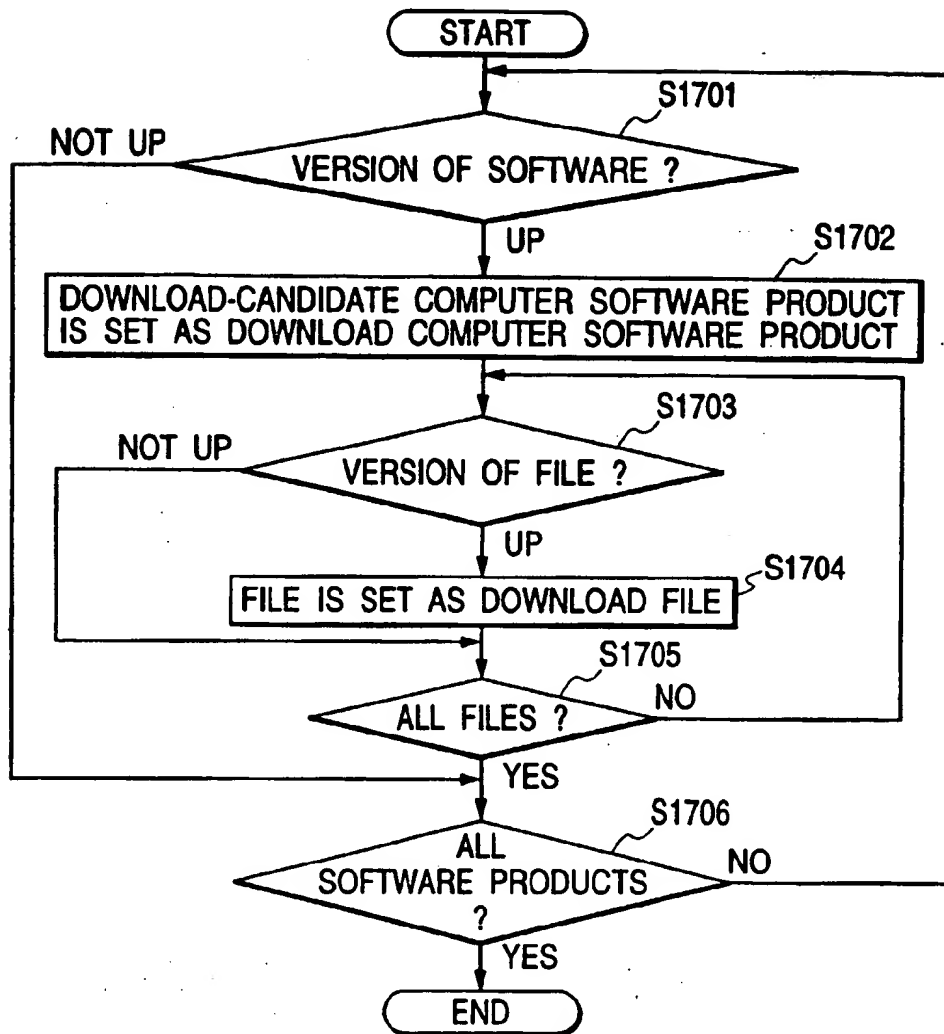 START
S1701
NOT UP
VERSION OF SOFTWARE ?
UP
S1702
DOWNLOAD-CANDIDATE COMPUTER SOFTWARE PRODUCT
IS SET AS DOWNLOAD COMPUTER SOFTWARE PRODUCT
S1703
NOT UP
VERSION OF FILE ?
UP
S1704
FILE IS SET AS DOWNLOAD FILE
S1705
NO
ALL FILES ?
YES
S1706
ALL
SOFTWARE PRODUCTS
?
NO
YES
END